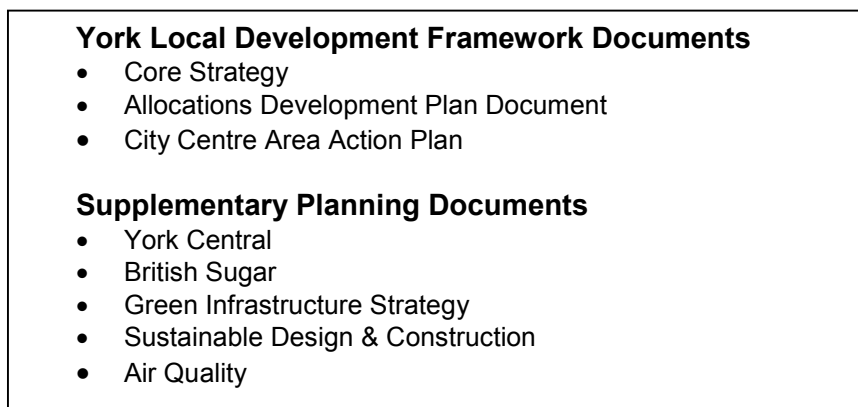 York Local Development Framework Documents
• Core Strategy
• Allocations Development Plan Document
• City Centre Area Action Plan
Supplementary Planning Documents
• York Central
• British Sugar
• Green Infrastructure Strategy
• Sustainable Design & Construction
• Air Quality